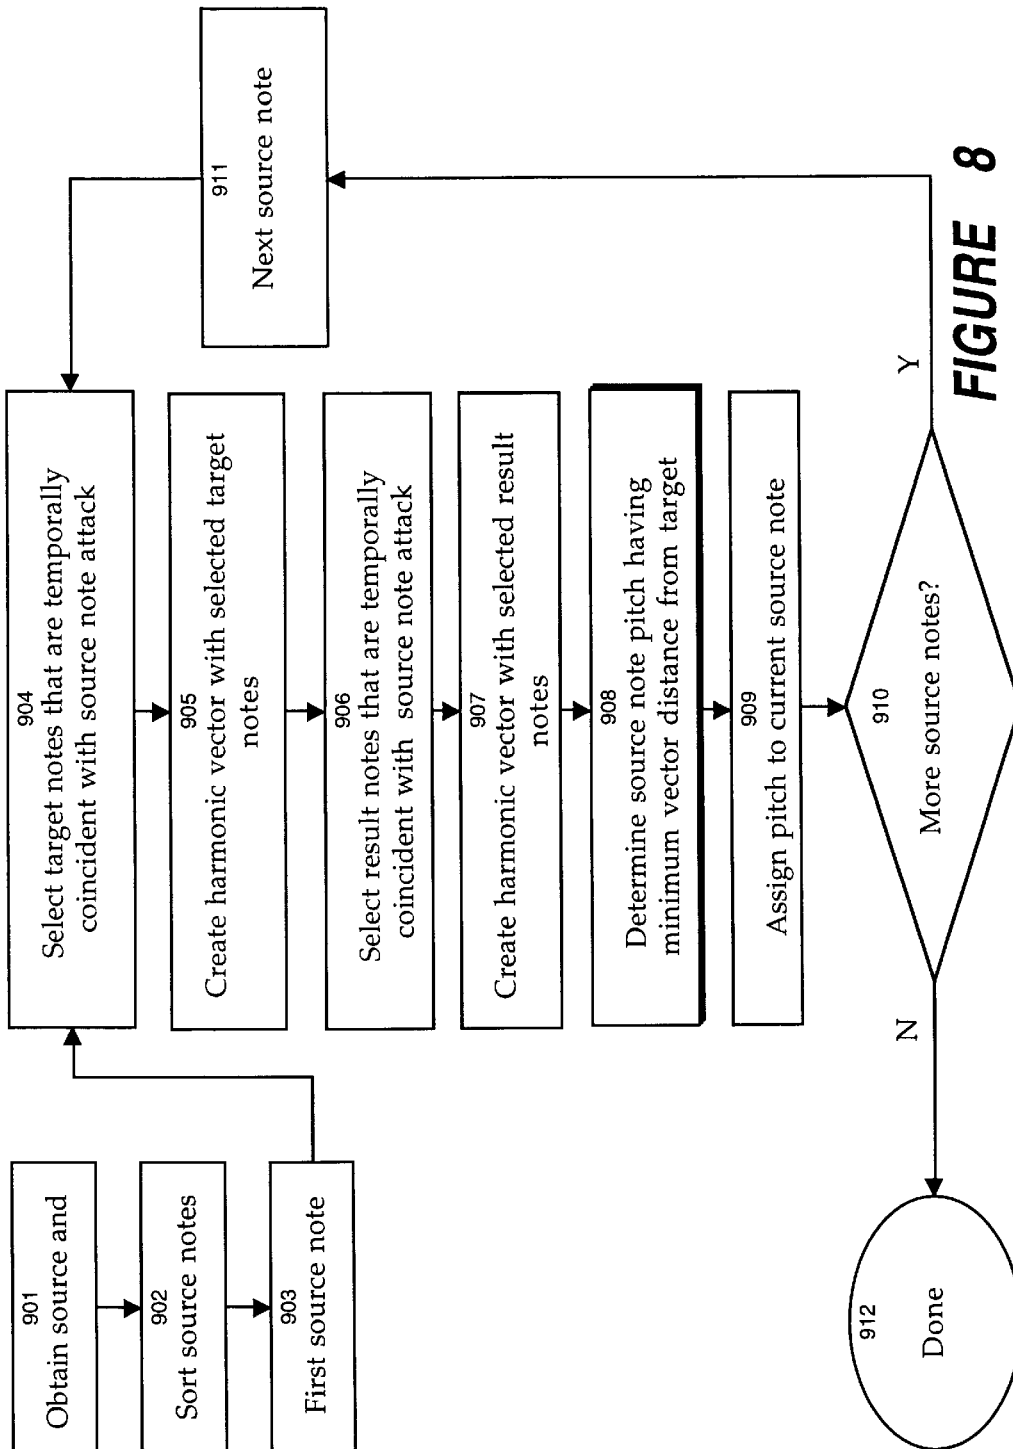 901
Obtain source and
902
Sort source notes
903
First source note
904
Select target notes that are temporally
coincident with source note attack
905
Create harmonic vector with selected target
notes
906
Select result notes that are temporally
coincident with source note attack
907
Create harmonic vector with selected result
notes
908
Determine source note pitch having
minimum vector distance from target
909
Assign pitch to current source note
910
More source notes?
Y
N
911
Next source note
912
Done
FIGURE 8